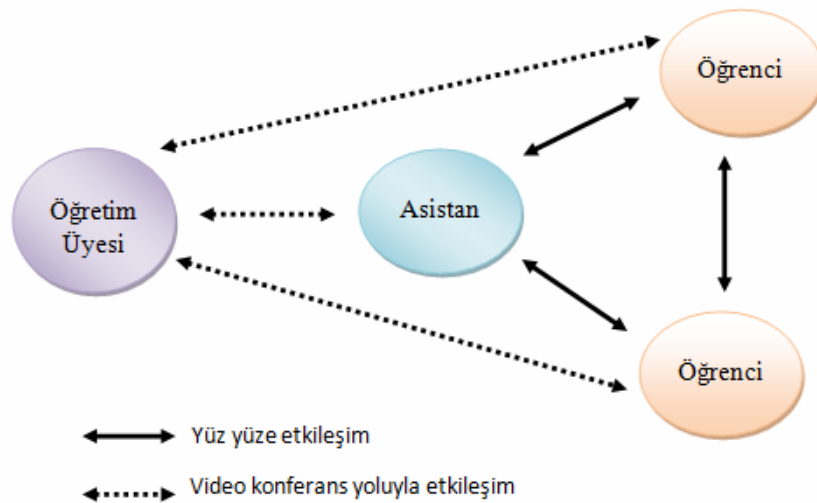 Öğrenci
Öğretim
Üyesi
Asistan
Öğrenci
Yüz yüze etkileşim
Video konferans yoluyla etkileşim